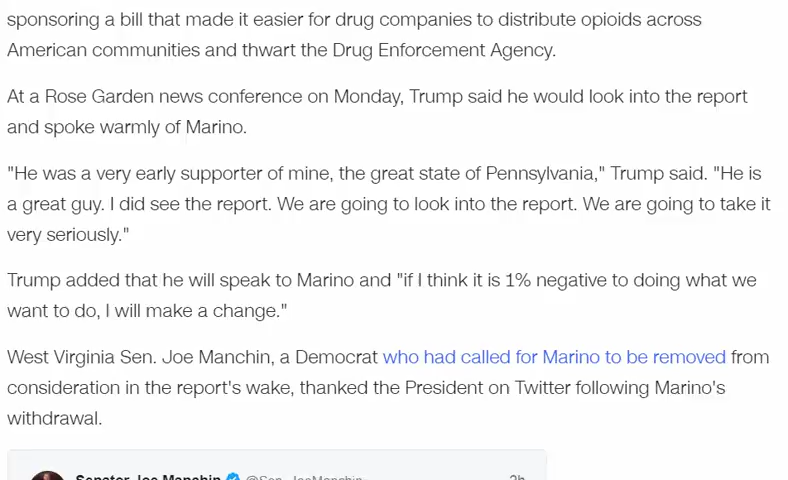 sponsoring a bill that made it easier for drug companies to distribute opioids across
American communities and thwart the Drug Enforcement Agency.
At a Rose Garden news conference on Monday, Trump said he would look into the report
and spoke warmly of Marino.
"He was a very early supporter of mine, the great state of Pennsylvania," Trump said. "He is
a great guy. I did see the report. We are going to look into the report. We are going to take it
very seriously."
Trump added that he will speak to Marino and "if I think it is 1% negative to doing what we
want to do, I will make a change."
West Virginia Sen. Joe Manchin, a Democrat who had called for Marino to be removed from
consideration in the report's wake, thanked the President on Twitter following Marino's
withdrawal.
Senator Joe Manchin @Sen_JoeManchin 2h